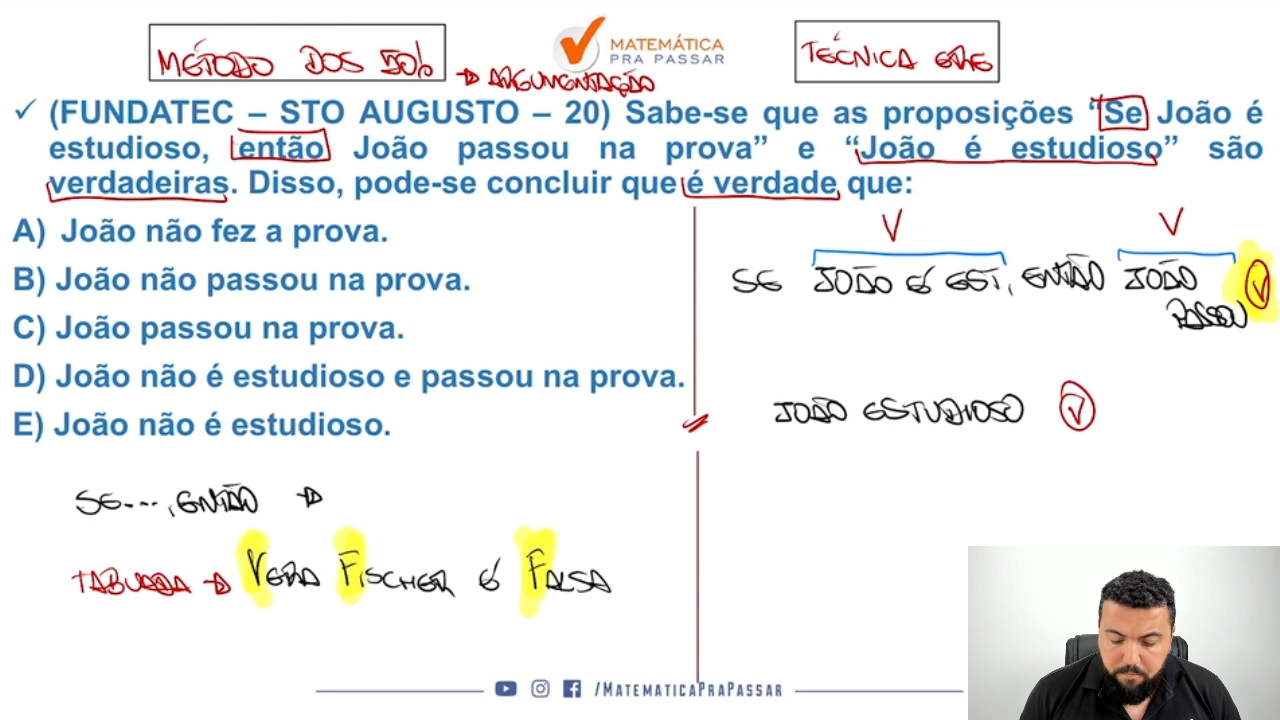 MÉTODO DOS 50%
→ ARGUMENTAÇÃO
MATEMÁTICA
PRA PASSAR
TÉCNICA
✓ (FUNDATEC – STO AUGUSTO – 20) Sabe-se que as proposições “Se João é
estudioso, então João passou na prova” e “João é estudioso” são
verdadeiras. Disso, pode-se concluir que é verdade que:
A) João não fez a prova.
B) João não passou na prova.
C) João passou na prova.
D) João não é estudioso e passou na prova.
E) João não é estudioso.
V V
SE JOÃO É EST, ENTÃO JOÃO V
PASSOU
JOÃO ESTUDIOSO V
SE..., ENTÃO →
TABUADA → VERA FISCHER É FALSA
/MATEMATICAPRAPASSAR